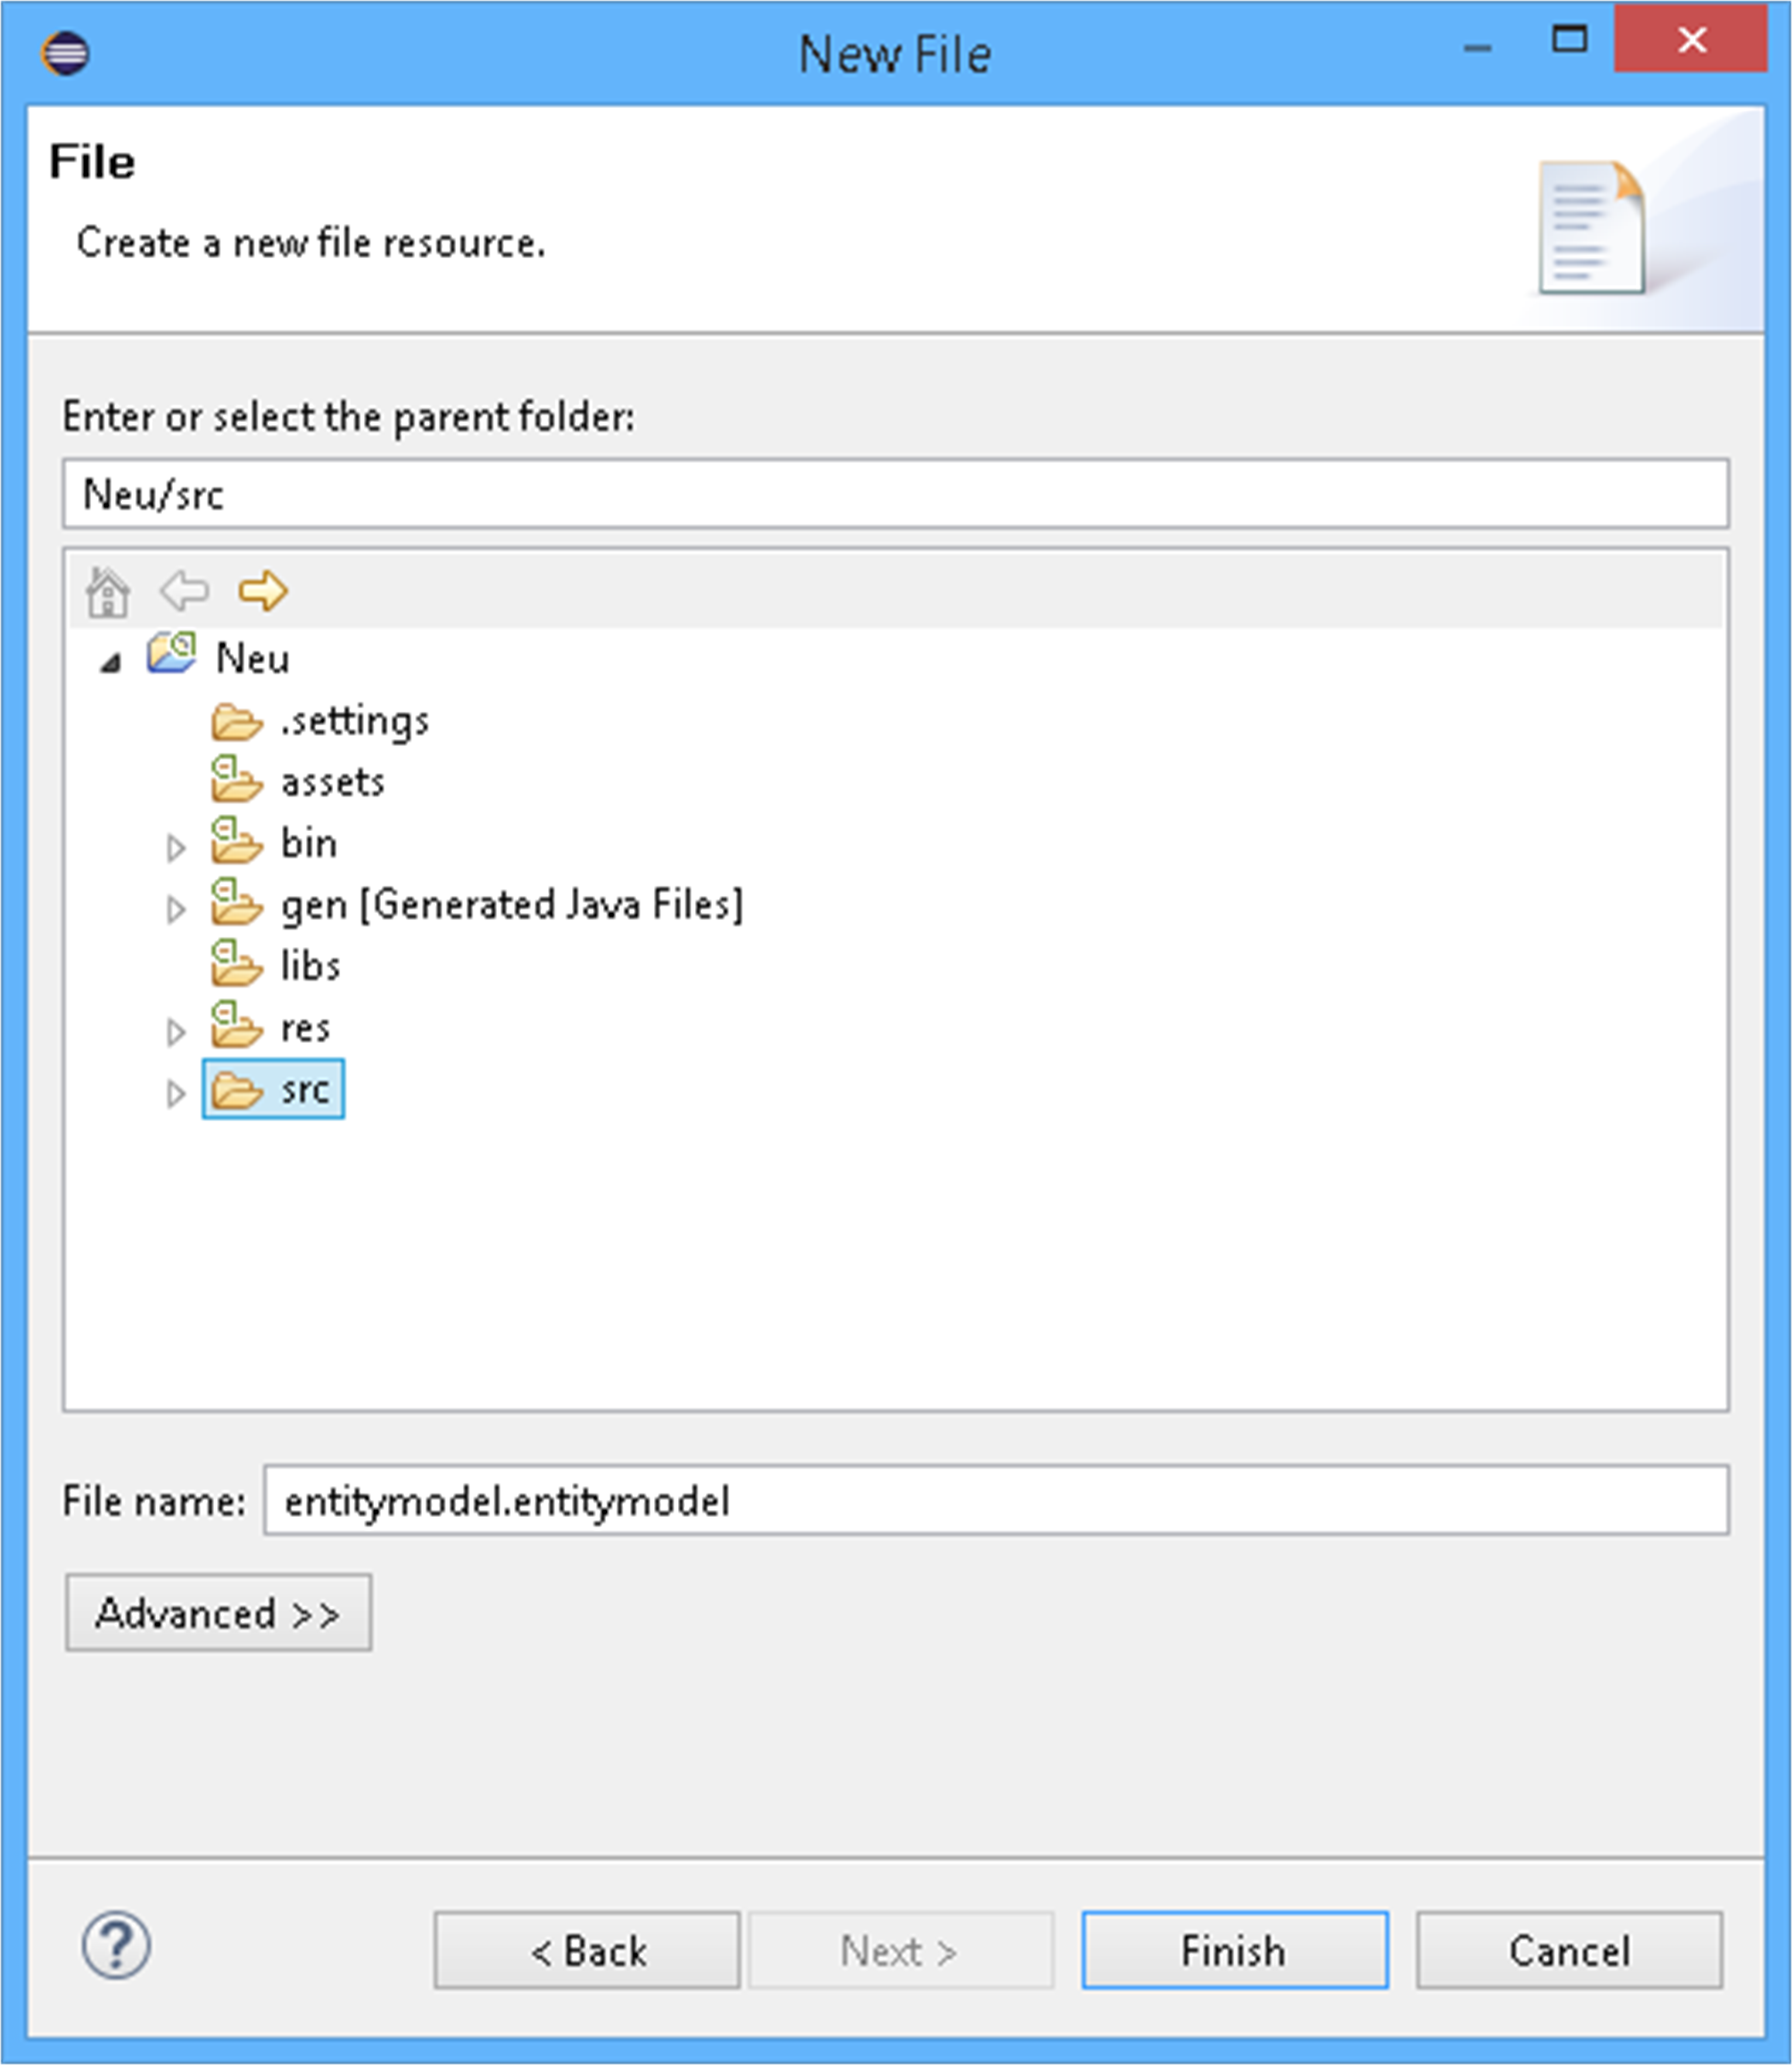 New File
File
Create a new file resource.
Enter or select the parent folder:
Neu/src
Neu
.settings
assets
bin
gen [Generated Java Files]
libs
res
src
File name: entitymodel.entitymodel
Advanced >>
? < Back Next > Finish Cancel